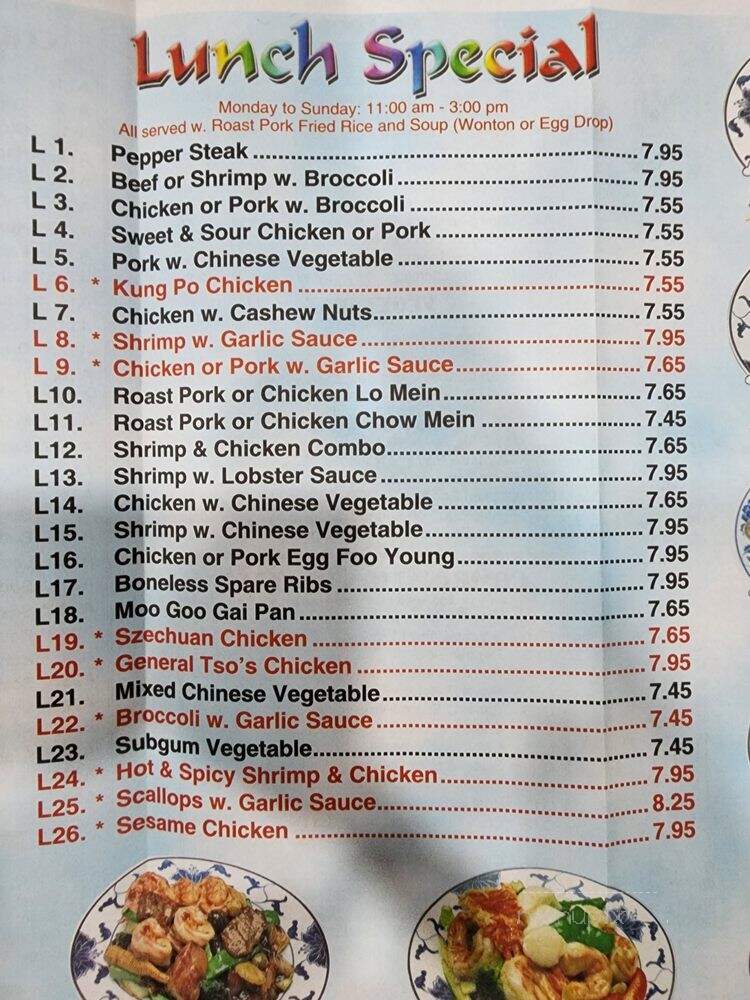 Lunch Special
Monday to Sunday: 11:00 am - 3:00 pm
All served w. Roast Pork Fried Rice and Soup (Wonton or Egg Drop)
L 1. Pepper Steak 7.95
L 2. Beef or Shrimp w. Broccoli 7.95
L 3. Chicken or Pork w. Broccoli 7.55
L 4. Sweet & Sour Chicken or Pork 7.55
L 5. Pork w. Chinese Vegetable 7.55
L 6. * Kung Po Chicken 7.55
L 7. Chicken w. Cashew Nuts 7.55
L 8. * Shrimp w. Garlic Sauce 7.95
L 9. * Chicken or Pork w. Garlic Sauce 7.65
L10. Roast Pork or Chicken Lo Mein 7.65
L11. Roast Pork or Chicken Chow Mein 7.45
L12. Shrimp & Chicken Combo 7.65
L13. Shrimp w. Lobster Sauce 7.95
L14. Chicken w. Chinese Vegetable 7.65
L15. Shrimp w. Chinese Vegetable 7.95
L16. Chicken or Pork Egg Foo Young 7.95
L17. Boneless Spare Ribs 7.95
L18. Moo Goo Gai Pan 7.65
L19. * Szechuan Chicken 7.65
L20. * General Tso's Chicken 7.95
L21. Mixed Chinese Vegetable 7.45
L22. * Broccoli w. Garlic Sauce 7.45
L23. Subgum Vegetable 7.45
L24. * Hot & Spicy Shrimp & Chicken 7.95
L25. * Scallops w. Garlic Sauce 8.25
L26. * Sesame Chicken 7.95